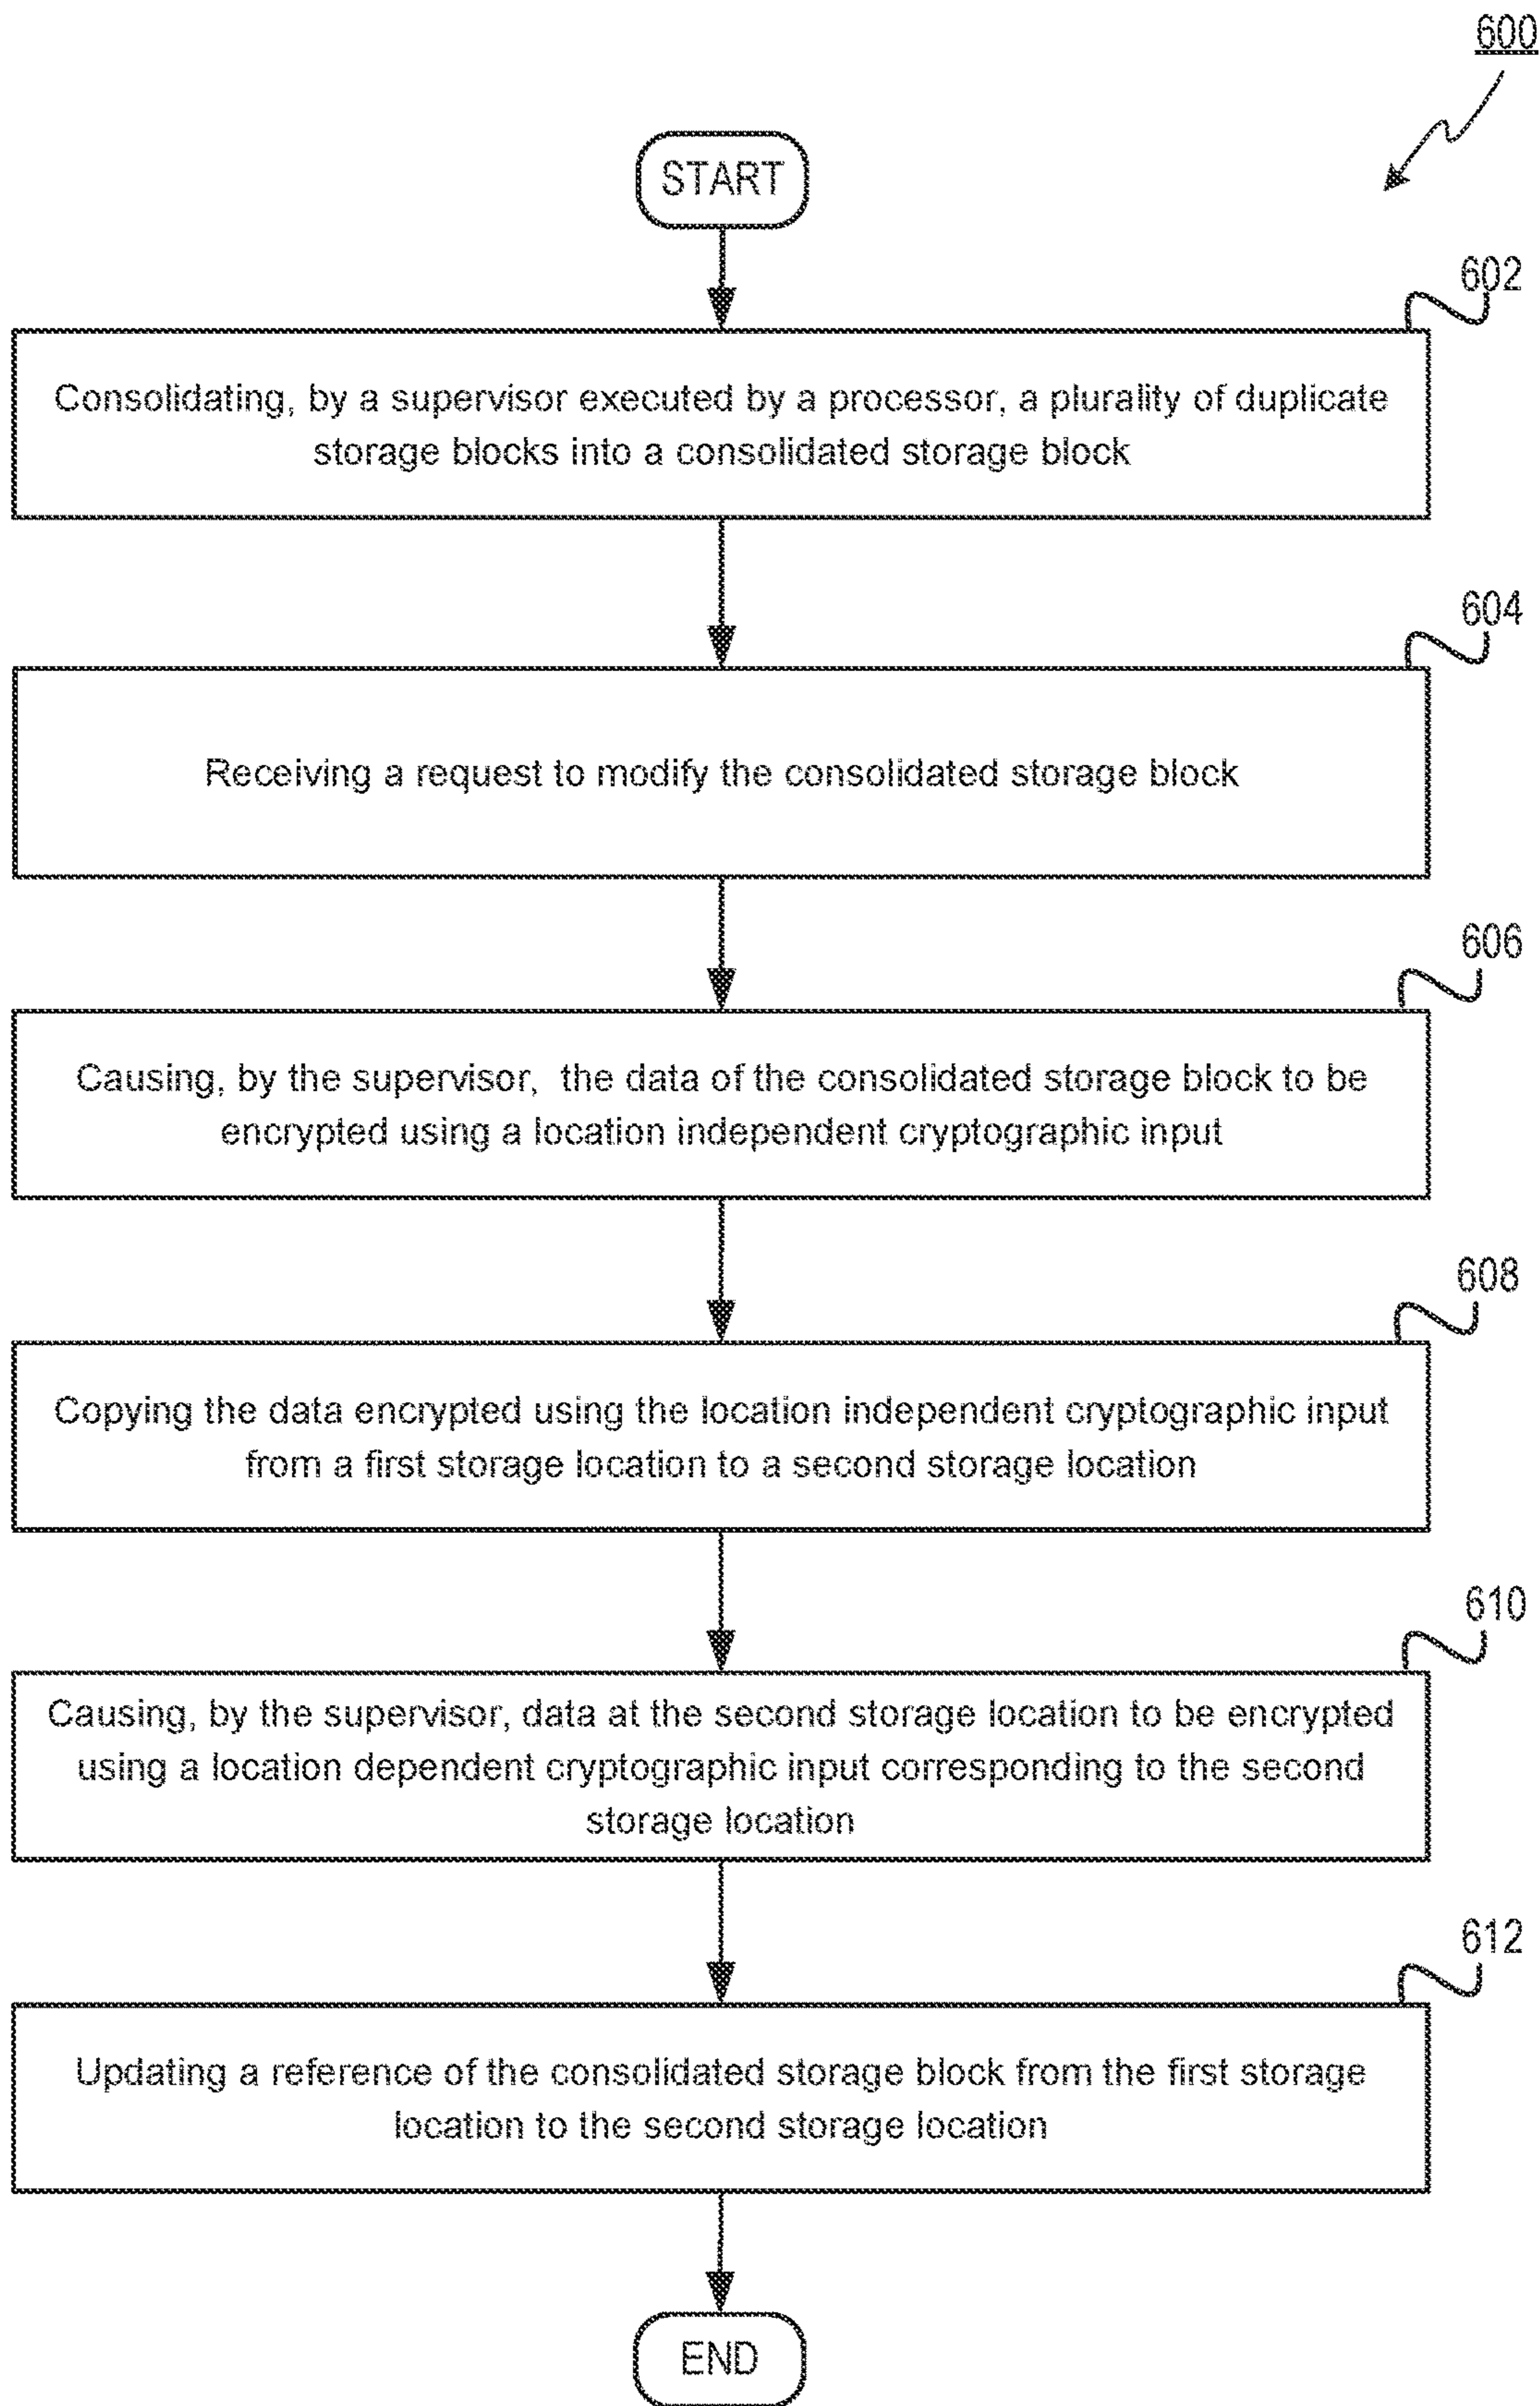 600
START
602
Consolidating, by a supervisor executed by a processor, a plurality of duplicate
storage blocks into a consolidated storage block
604
Receiving a request to modify the consolidated storage block
606
Causing, by the supervisor, the data of the consolidated storage block to be
encrypted using a location independent cryptographic input
608
Copying the data encrypted using the location independent cryptographic input
from a first storage location to a second storage location
610
Causing, by the supervisor, data at the second storage location to be encrypted
using a location dependent cryptographic input corresponding to the second
storage location
612
Updating a reference of the consolidated storage block from the first storage
location to the second storage location
END